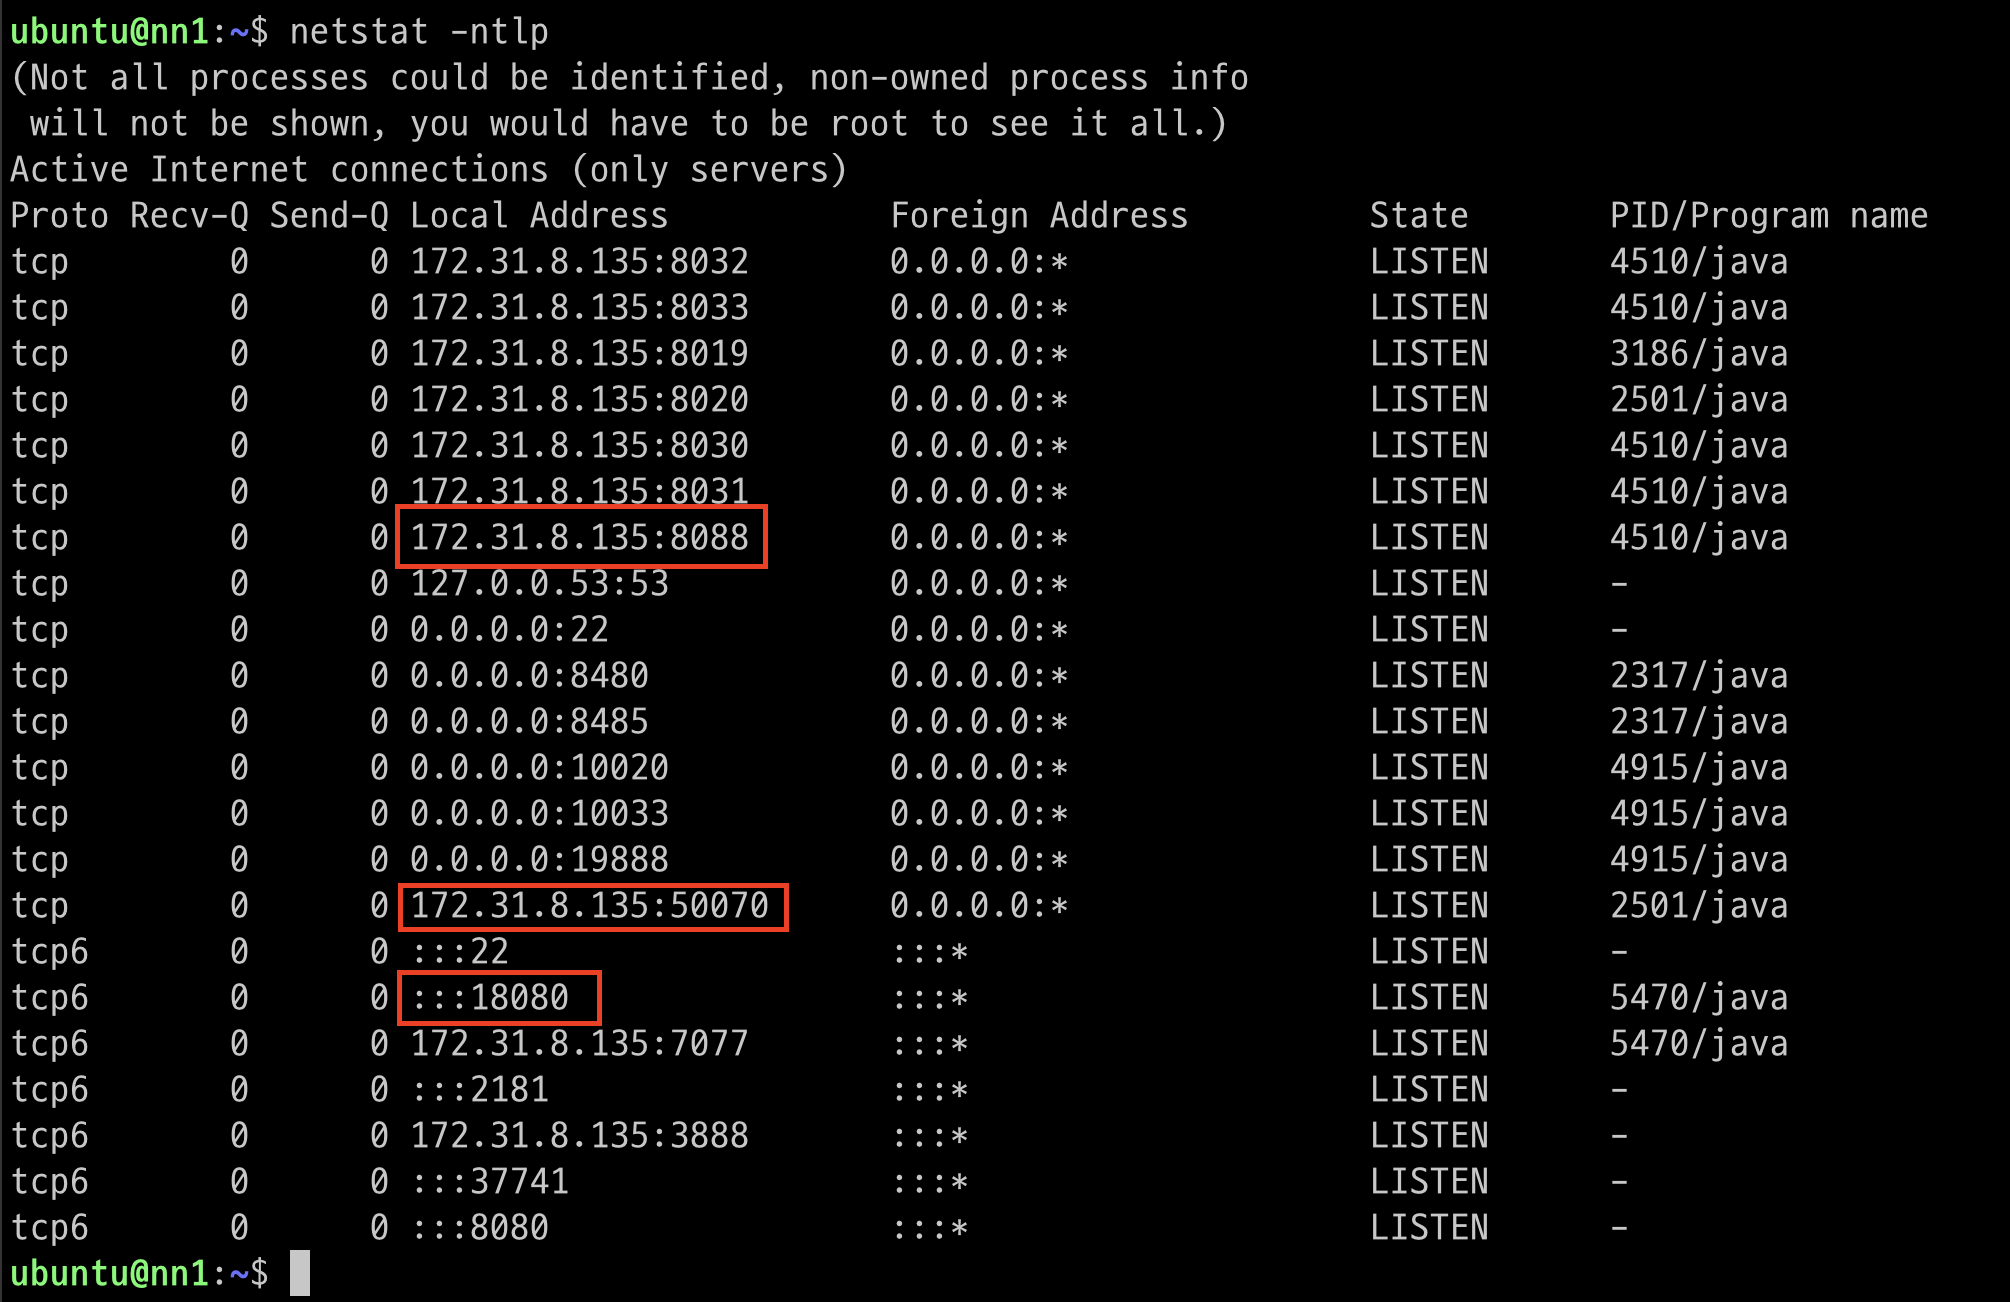 ubuntu@nn1:~$ netstat -ntlp
(Not all processes could be identified, non-owned process info
 will not be shown, you would have to be root to see it all.)
Active Internet connections (only servers)
Proto Recv-Q Send-Q Local Address           Foreign Address         State       PID/Program name
tcp        0      0 172.31.8.135:8032       0.0.0.0:*               LISTEN      4510/java
tcp        0      0 172.31.8.135:8033       0.0.0.0:*               LISTEN      4510/java
tcp        0      0 172.31.8.135:8019       0.0.0.0:*               LISTEN      3186/java
tcp        0      0 172.31.8.135:8020       0.0.0.0:*               LISTEN      2501/java
tcp        0      0 172.31.8.135:8030       0.0.0.0:*               LISTEN      4510/java
tcp        0      0 172.31.8.135:8031       0.0.0.0:*               LISTEN      4510/java
tcp        0      0 172.31.8.135:8088       0.0.0.0:*               LISTEN      4510/java
tcp        0      0 127.0.0.53:53           0.0.0.0:*               LISTEN      -
tcp        0      0 0.0.0.0:22              0.0.0.0:*               LISTEN      -
tcp        0      0 0.0.0.0:8480            0.0.0.0:*               LISTEN      2317/java
tcp        0      0 0.0.0.0:8485            0.0.0.0:*               LISTEN      2317/java
tcp        0      0 0.0.0.0:10020           0.0.0.0:*               LISTEN      4915/java
tcp        0      0 0.0.0.0:10033           0.0.0.0:*               LISTEN      4915/java
tcp        0      0 0.0.0.0:19888           0.0.0.0:*               LISTEN      4915/java
tcp        0      0 172.31.8.135:50070      0.0.0.0:*               LISTEN      2501/java
tcp6       0      0 :::22                   :::*                    LISTEN      -
tcp6       0      0 :::18080                :::*                    LISTEN      5470/java
tcp6       0      0 172.31.8.135:7077       :::*                    LISTEN      5470/java
tcp6       0      0 :::2181                 :::*                    LISTEN      -
tcp6       0      0 172.31.8.135:3888       :::*                    LISTEN      -
tcp6       0      0 :::37741                :::*                    LISTEN      -
tcp6       0      0 :::8080                 :::*                    LISTEN      -
ubuntu@nn1:~$